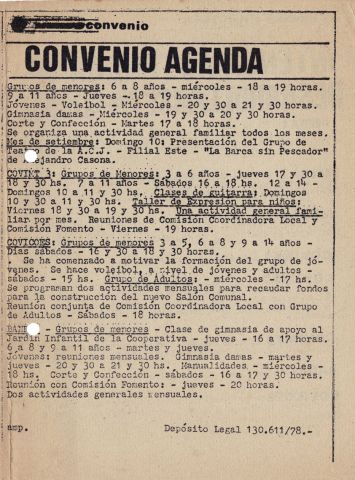 convenio
CONVENIO AGENDA
Grupos de menores: 6 a 8 años - miércoles - 18 a 19 horas.
9 a 11 años - Jueves - 18 a 19 horas.
Jóvenes - Voleibol - Miércoles - 20 y 30 a 21 y 30 horas.
Gimnasia damas - Miércoles - 19 y 30 a 20 y 30 horas.
Corte y Confección - Martes 17 a 18 horas.
Se organiza una actividad general familiar todos los meses.
Mes de setiembre: Domingo 10: Presentación del Grupo de
Teatro de la A.C.J. - Filial Este - "La Barca sin Pescador"
de Alejandro Casona.
COVIMT 3: Grupos de Menores: 3 a 6 años - jueves 17 y 30 a
18 y 30 hs. 7 a 11 años - Sábados 16 a 18 hs. 12 a 14 -
Domingos 10 a 11 y 30 hs. Clases de guitarra: Domingos
10 y 30 a 11 y 30 hs. Taller de Expresión para niños:
Viernes 18 y 30 a 19 y 30 hs. Una actividad general fami-
liar por mes. Reuniones de Comisión Coordinadora Local y
Comisión Fomento - Viernes - 19 horas.
COVICOES: Grupos de menores 3 a 5, 6 a 8 y 9 a 14 años -
Días sábados - 16 y 30 a 18 y 30 horas.
Se ha comenzado a motivar la formación del grupo de jó-
venes. Se hace voleibol, a nivel de jóvenes y adultos -
sábados - 15 hs. Grupo de Adultos: - miércoles - 17 hs.
Se programan dos actividades mensuales para recaudar fondos
para la construcción del nuevo Salón Comunal.
Reunión conjunta de Comisión Coordinadora Local con Grupo
de Adultos - Sábados - 18 horas.
- Grupos de menores - Clase de gimnasia de apoyo al
Jardín Infantil de la Cooperativa - jueves - 16 a 17 horas.
6 a 8 y 9 a 11 años - martes y jueves.
Jóvenes: reuniones mensuales. Gimnasia damas - martes y
jueves - 20 y 30 a 21 y 30 hs. Manualidades - miércoles -
18 hs. Corte y Confección - sábados - 16 a 17 y 30 horas.
Reunión con Comisión Fomento: - jueves - 20 horas.
Dos actividades generales mensuales.
amp.
Depósito Legal 130.611/78.-